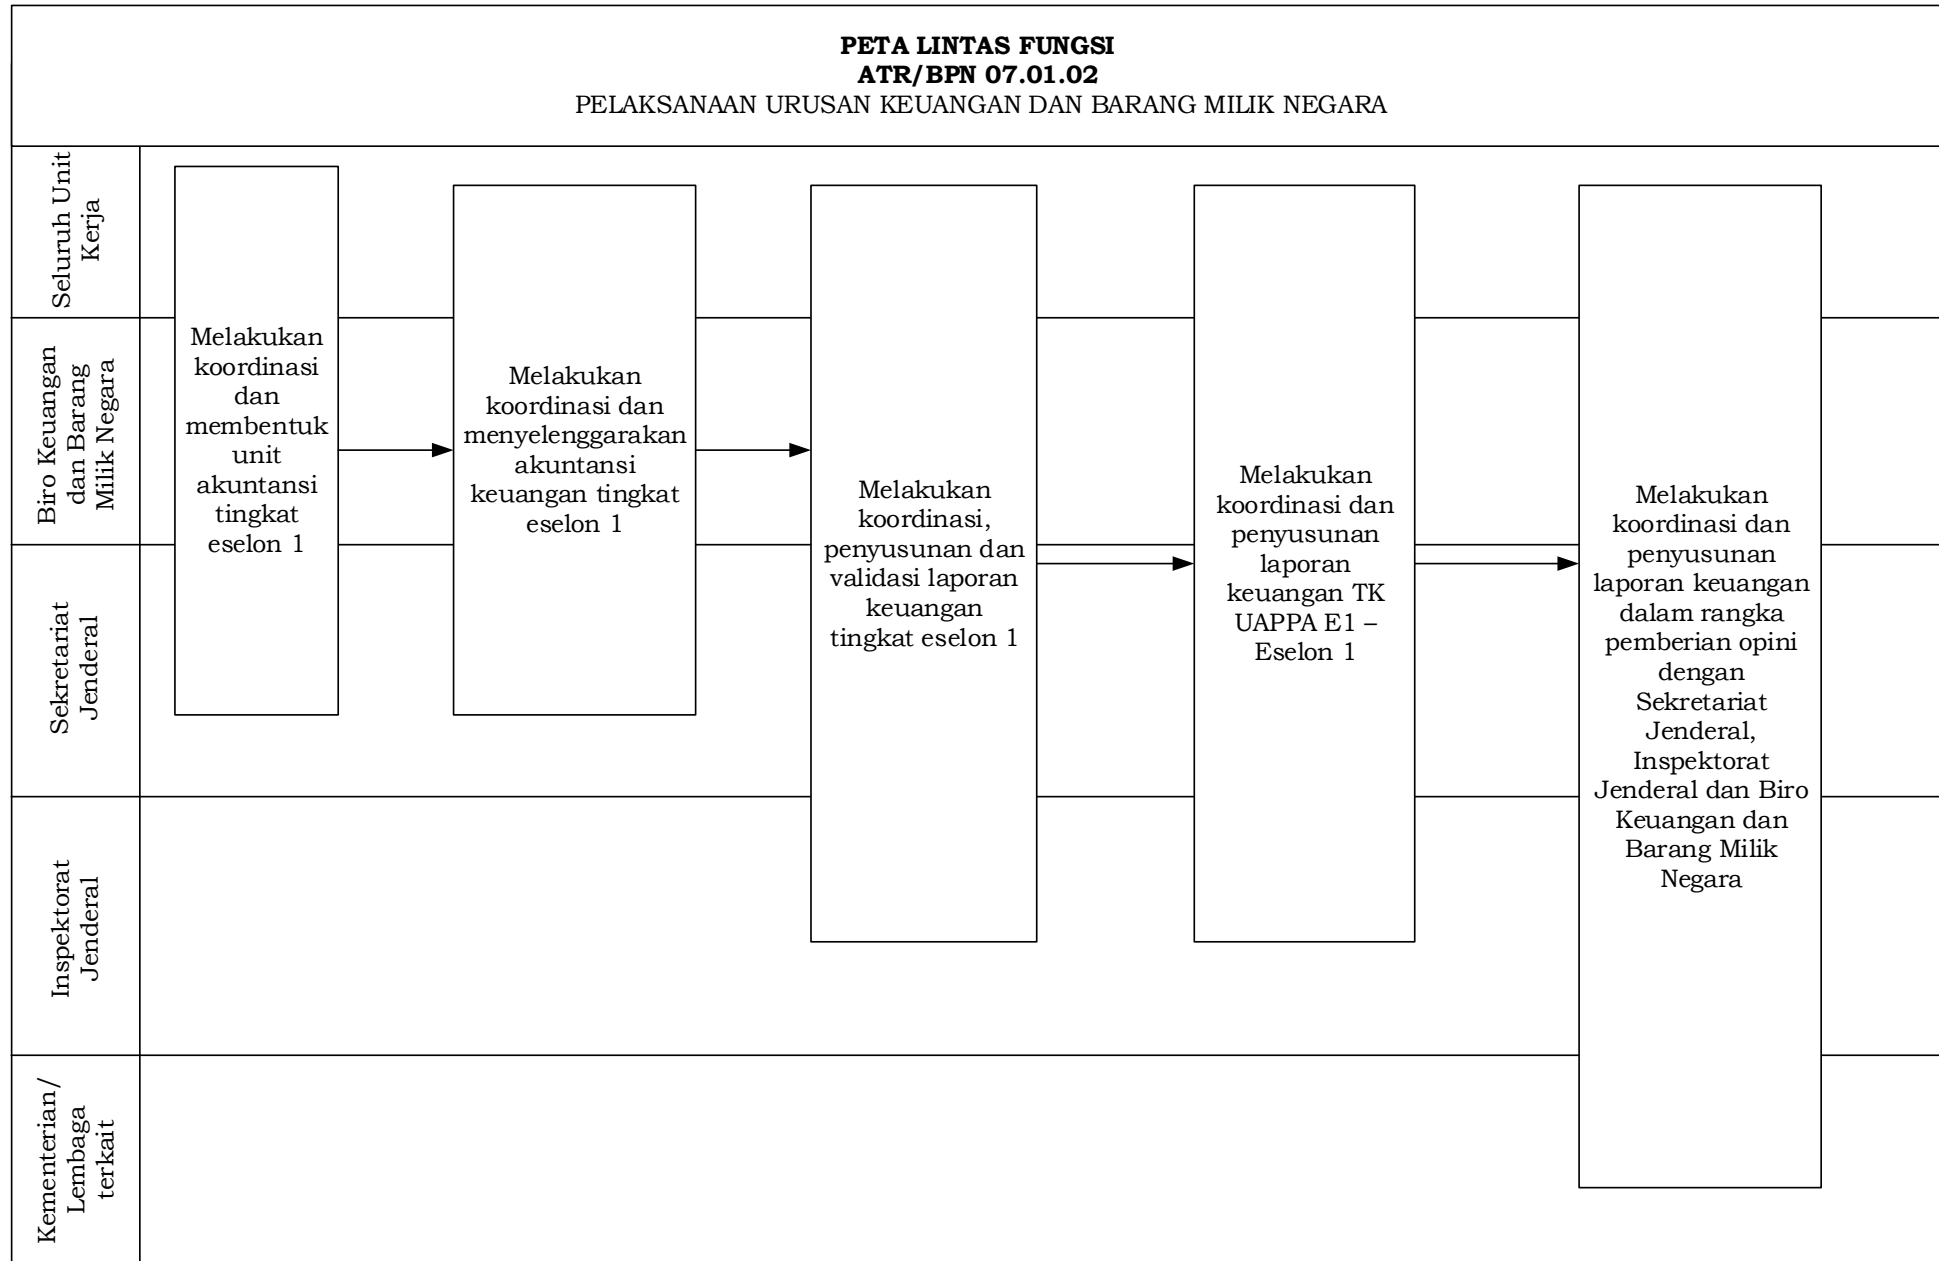 PETA LINTAS FUNGSI
ATR/BPN 07.01.02
PELAKSANAAN URUSAN KEUANGAN DAN BARANG MILIK NEGARA
Seluruh Unit
Kerja
Biro Keuangan
dan Barang
Milik Negara
Sekretariat
Jenderal
Inspektorat
Jenderal
Kementerian/
Lembaga
terkait
Melakukan
koordinasi
dan
membentuk
unit
akuntansi
tingkat
eselon 1
Melakukan
koordinasi dan
menyelenggarakan
akuntansi
keuangan tingkat
eselon 1
Melakukan
koordinasi,
penyusunan dan
validasi laporan
keuangan
tingkat eselon 1
Melakukan
koordinasi dan
penyusunan
laporan
keuangan TK
UAPPA E1 –
Eselon 1
Melakukan
koordinasi dan
penyusunan
laporan keuangan
dalam rangka
pemberian opini
dengan
Sekretariat
Jenderal,
Inspektorat
Jenderal dan Biro
Keuangan dan
Barang Milik
Negara